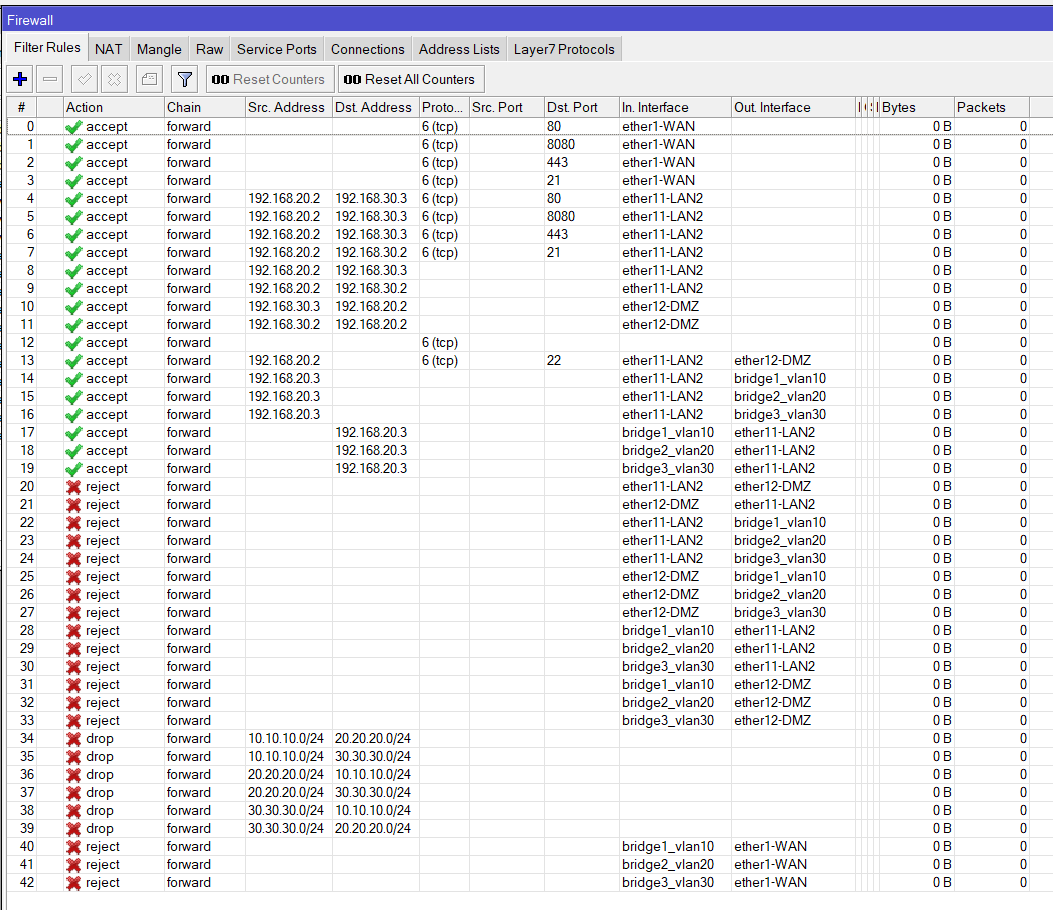 Firewall
Filter Rules NAT Mangle Raw Service Ports Connections Address Lists Layer7 Protocols
00 Reset Counters 00 Reset All Counters
# Action Chain Src. Address Dst. Address Proto... Src. Port Dst. Port In. Interface Out. Interface Bytes Packets
0 accept forward 6 (tcp) 80 ether1-WAN 0 B 0
1 accept forward 6 (tcp) 8080 ether1-WAN 0 B 0
2 accept forward 6 (tcp) 443 ether1-WAN 0 B 0
3 accept forward 6 (tcp) 21 ether1-WAN 0 B 0
4 accept forward 192.168.20.2 192.168.30.3 6 (tcp) 80 ether11-LAN2 0 B 0
5 accept forward 192.168.20.2 192.168.30.3 6 (tcp) 8080 ether11-LAN2 0 B 0
6 accept forward 192.168.20.2 192.168.30.3 6 (tcp) 443 ether11-LAN2 0 B 0
7 accept forward 192.168.20.2 192.168.30.2 6 (tcp) 21 ether11-LAN2 0 B 0
8 accept forward 192.168.20.2 192.168.30.3 ether11-LAN2 0 B 0
9 accept forward 192.168.20.2 192.168.30.2 ether11-LAN2 0 B 0
10 accept forward 192.168.30.3 192.168.20.2 ether12-DMZ 0 B 0
11 accept forward 192.168.30.2 192.168.20.2 ether12-DMZ 0 B 0
12 accept forward 6 (tcp) 0 B 0
13 accept forward 192.168.20.2 6 (tcp) 22 ether11-LAN2 ether12-DMZ 0 B 0
14 accept forward 192.168.20.3 ether11-LAN2 bridge1_vlan10 0 B 0
15 accept forward 192.168.20.3 ether11-LAN2 bridge2_vlan20 0 B 0
16 accept forward 192.168.20.3 ether11-LAN2 bridge3_vlan30 0 B 0
17 accept forward 192.168.20.3 bridge1_vlan10 ether11-LAN2 0 B 0
18 accept forward 192.168.20.3 bridge2_vlan20 ether11-LAN2 0 B 0
19 accept forward 192.168.20.3 bridge3_vlan30 ether11-LAN2 0 B 0
20 reject forward ether11-LAN2 ether12-DMZ 0 B 0
21 reject forward ether12-DMZ ether11-LAN2 0 B 0
22 reject forward ether11-LAN2 bridge1_vlan10 0 B 0
23 reject forward ether11-LAN2 bridge2_vlan20 0 B 0
24 reject forward ether11-LAN2 bridge3_vlan30 0 B 0
25 reject forward ether12-DMZ bridge1_vlan10 0 B 0
26 reject forward ether12-DMZ bridge2_vlan20 0 B 0
27 reject forward ether12-DMZ bridge3_vlan30 0 B 0
28 reject forward bridge1_vlan10 ether11-LAN2 0 B 0
29 reject forward bridge2_vlan20 ether11-LAN2 0 B 0
30 reject forward bridge3_vlan30 ether11-LAN2 0 B 0
31 reject forward bridge1_vlan10 ether12-DMZ 0 B 0
32 reject forward bridge2_vlan20 ether12-DMZ 0 B 0
33 reject forward bridge3_vlan30 ether12-DMZ 0 B 0
34 drop forward 10.10.10.0/24 20.20.20.0/24 0 B 0
35 drop forward 10.10.10.0/24 30.30.30.0/24 0 B 0
36 drop forward 20.20.20.0/24 10.10.10.0/24 0 B 0
37 drop forward 20.20.20.0/24 30.30.30.0/24 0 B 0
38 drop forward 30.30.30.0/24 10.10.10.0/24 0 B 0
39 drop forward 30.30.30.0/24 20.20.20.0/24 0 B 0
40 reject forward bridge1_vlan10 ether1-WAN 0 B 0
41 reject forward bridge2_vlan20 ether1-WAN 0 B 0
42 reject forward bridge3_vlan30 ether1-WAN 0 B 0